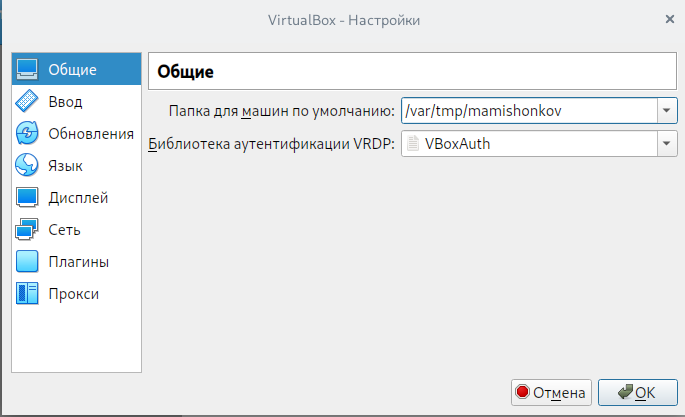 VirtualBox - Настройки
Общие
Ввод
Обновления
Язык
Дисплей
Сеть
Плагины
Прокси
Общие
Папка для машин по умолчанию: /var/tmp/mamishonkov
Библиотека аутентификации VRDP: VBoxAuth
Отмена OK